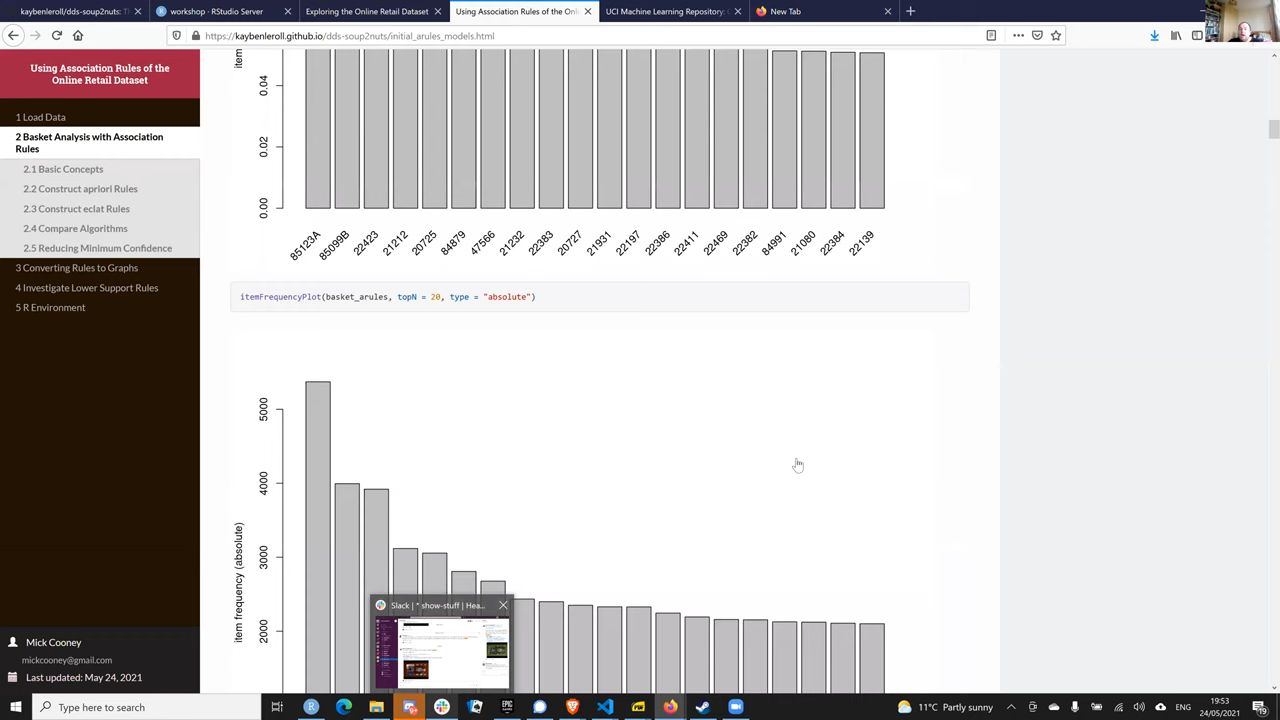 kaybenleroll/dds-soup2nuts: T
workshop - RStudio Server
Exploring the Online Retail Dataset
Using Association Rules of the Onl
UCI Machine Learning Repository: O
New Tab
https://kaybenleroll.github.io/dds-soup2nuts/initial_arules_models.html
Using Association Rules of the
Online Retail Dataset
1 Load Data
2 Basket Analysis with Association
Rules
2.1 Basic Concepts
2.2 Construct apriori Rules
2.3 Construct eclat Rules
2.4 Compare Algorithms
2.5 Reducing Minimum Confidence
3 Converting Rules to Graphs
4 Investigate Lower Support Rules
5 R Environment
Mick Cooney
mickcooney@gmail.com
Last updated: May 24, 2021
item
0.04
0.02
0.00
85123A
85099B
22423
21212
20725
84879
47566
21232
22383
20727
21931
22197
22386
22411
22469
22382
84991
21080
22384
22139
itemFrequencyPlot(basket_arules, topN = 20, type = "absolute")
item frequency (absolute)
5000
4000
3000
2000
Slack | * show-stuff | Hea...
Type here to search
11°C Partly sunny
ENG
19:53
24/05/2021
19